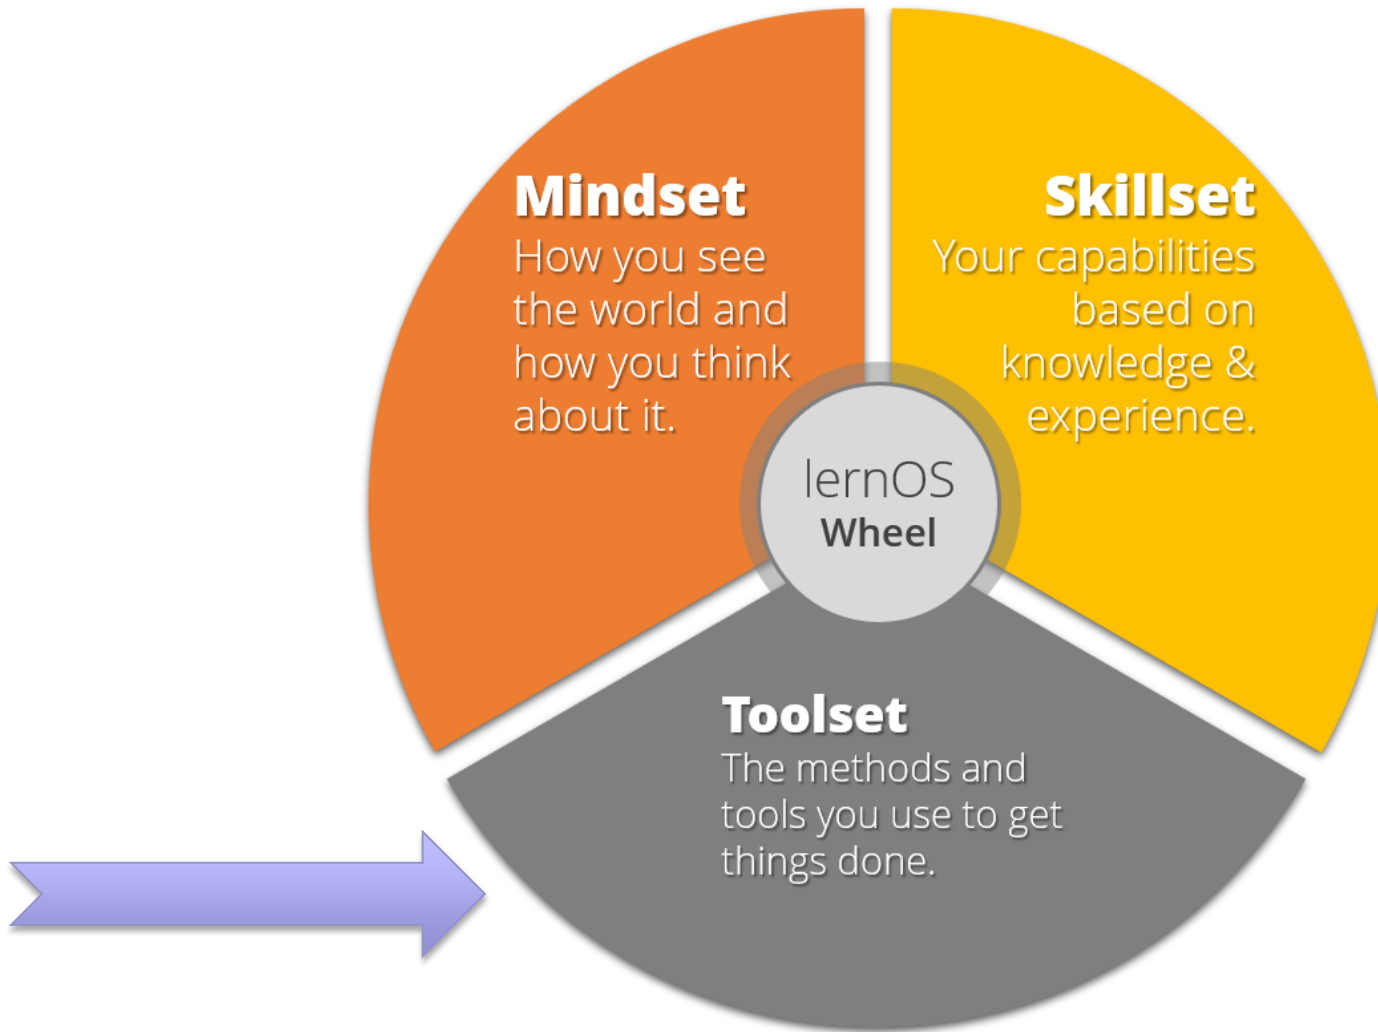 Mindset
How you see
the world and
how you think
about it.
Skillset
Your capabilities
based on
knowledge &
experience.
lernOS
Wheel
Toolset
The methods and
tools you use to get
things done.